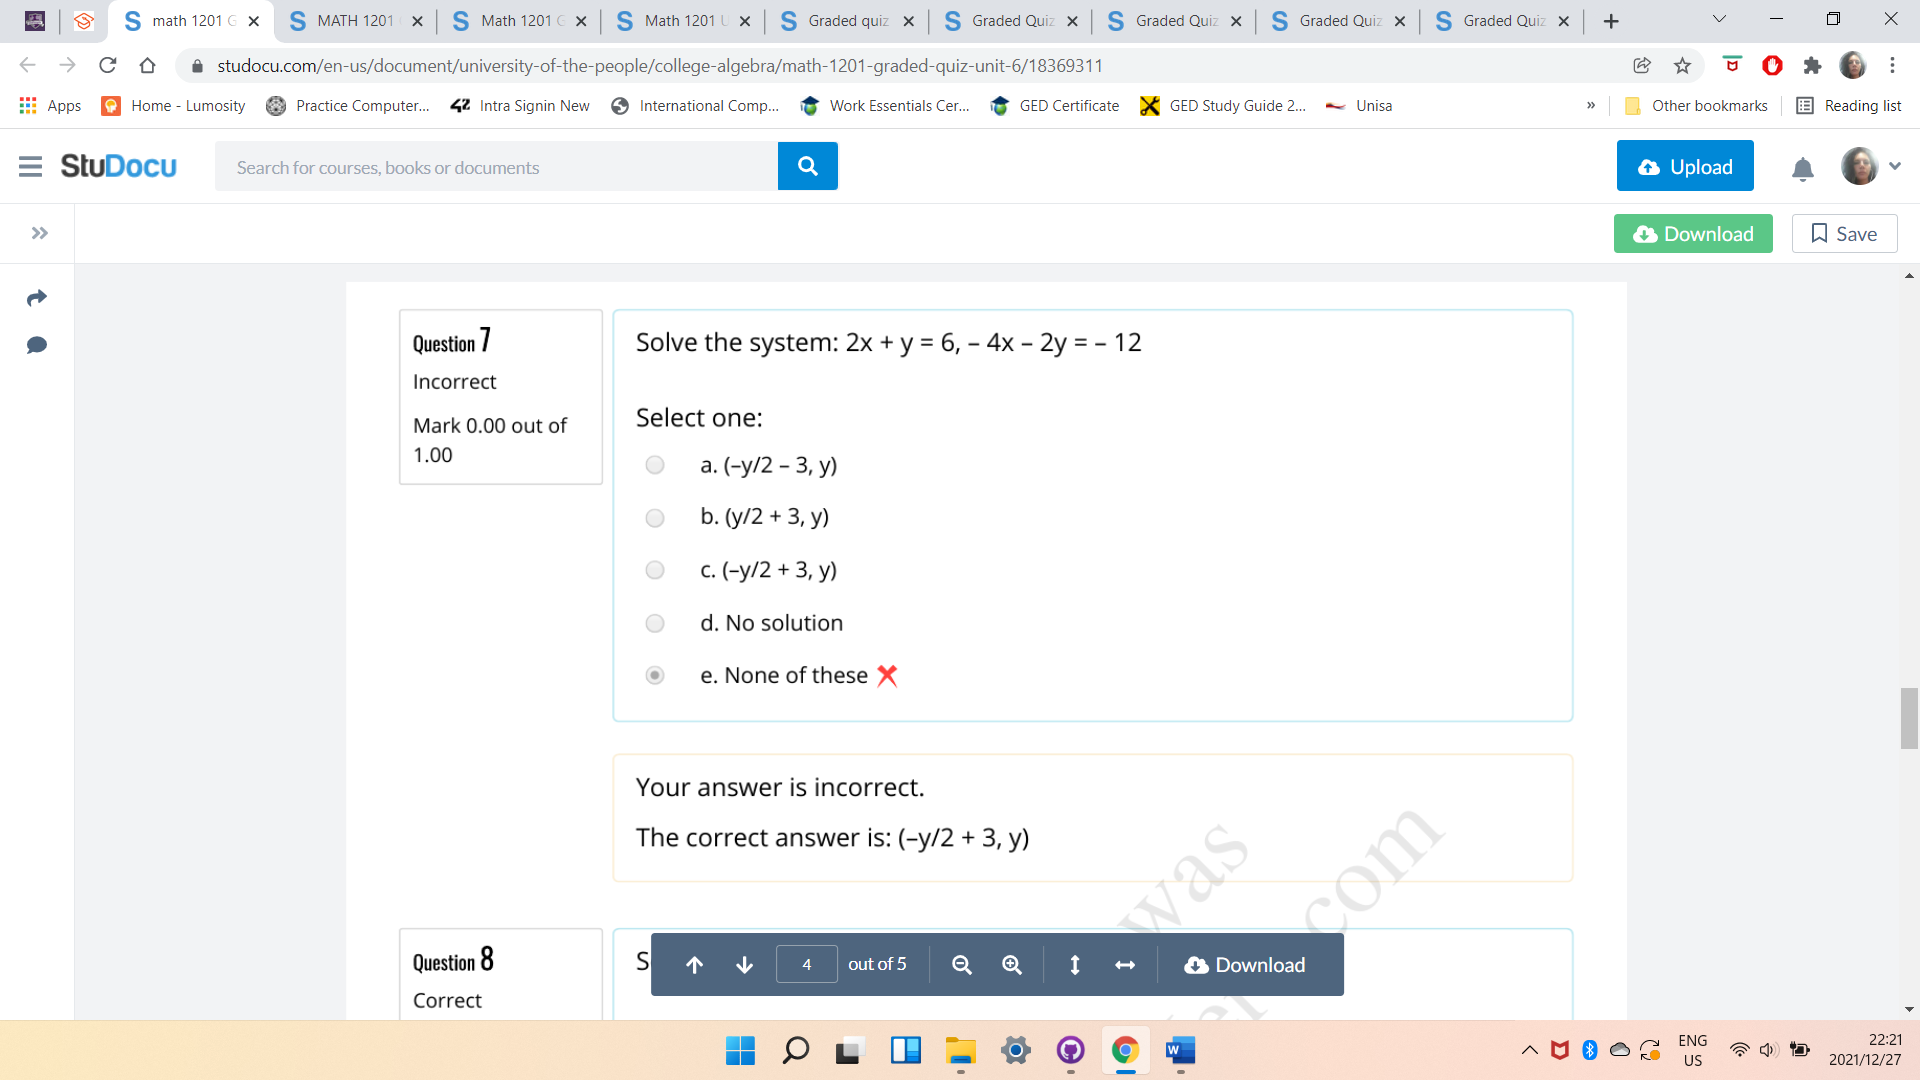 math 1201 G
MATH 1201
Math 1201 G
Math 1201 U
Graded quiz
Graded Quiz
Graded Quiz
Graded Quiz
Graded Quiz
studocu.com/en-us/document/university-of-the-people/college-algebra/math-1201-graded-quiz-unit-6/18369311
Apps
Home - Lumosity
Practice Computer...
Intra Signin New
International Comp...
Work Essentials Cer...
GED Certificate
GED Study Guide 2...
Unisa
»
Other bookmarks
Reading list
StuDocu
Search for courses, books or documents
Upload
Download
Save
Question 7
Incorrect
Mark 0.00 out of
1.00
Solve the system: 2x + y = 6, – 4x – 2y = – 12
Select one:
a. (–y/2 – 3, y)
b. (y/2 + 3, y)
c. (–y/2 + 3, y)
d. No solution
e. None of these
Your answer is incorrect.
The correct answer is: (–y/2 + 3, y)
was
com
Question 8
Correct
S
4 out of 5
Download
ENG
US
22:21
2021/12/27